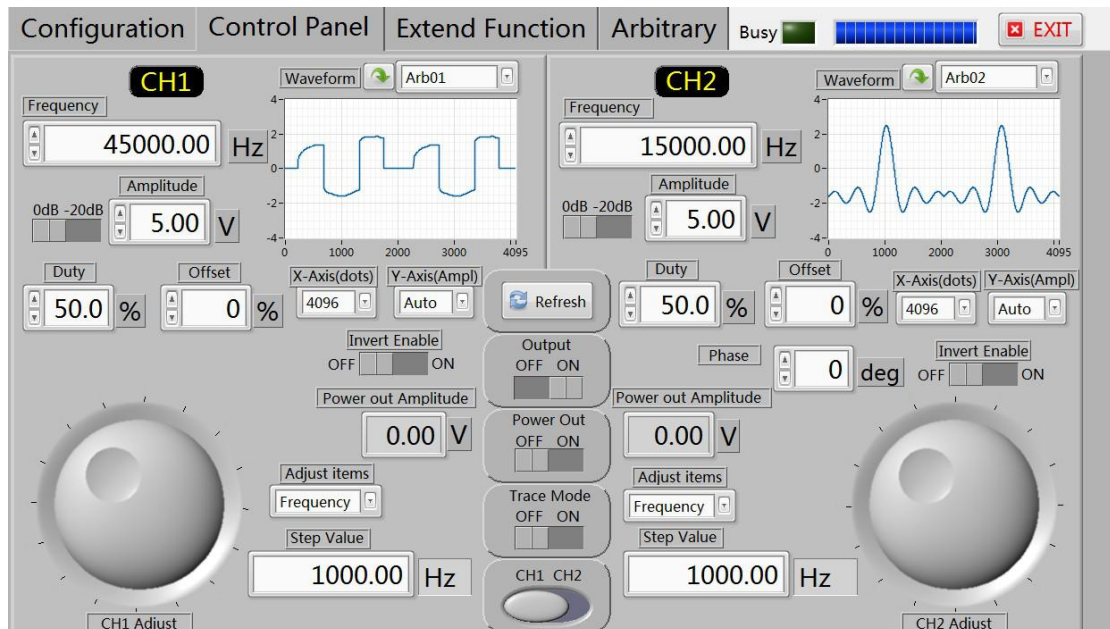 Configuration Control Panel Extend Function Arbitrary Busy EXIT
CH1
Waveform Arb01
Frequency
45000.00 Hz
4
2
0
-2
-4
0 1000 2000 3000 4095
Amplitude
0dB -20dB
5.00 V
Duty Offset
50.0 % 0 %
X-Axis(dots) Y-Axis(Ampl)
4096 Auto
Invert Enable
OFF ON
Power out Amplitude
0.00 V
Adjust items
Frequency
Step Value
1000.00 Hz
CH1 Adjust
Refresh
Output
OFF ON
Power Out
OFF ON
Trace Mode
OFF ON
CH1 CH2
CH2
Waveform Arb02
Frequency
15000.00 Hz
4
2
0
-2
-4
0 1000 2000 3000 4095
Amplitude
0dB -20dB
5.00 V
Duty Offset
50.0 % 0 %
X-Axis(dots) Y-Axis(Ampl)
4096 Auto
Phase 0 deg
Invert Enable
OFF ON
Power out Amplitude
0.00 V
Adjust items
Frequency
Step Value
1000.00 Hz
CH2 Adjust